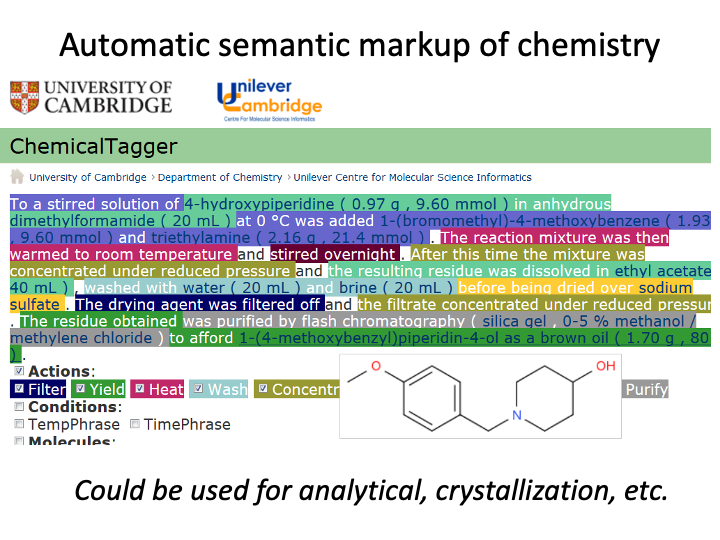 Automatic semantic markup of chemistry
UNIVERSITY OF
CAMBRIDGE
Unilever
Cambridge
Centre For Molecular Science Informatics
ChemicalTagger
University of Cambridge › Department of Chemistry › Unilever Centre for Molecular Science Informatics
To a stirred solution of 4-hydroxypiperidine ( 0.97 g , 9.60 mmol ) in anhydrous
dimethylformamide ( 20 mL ) at 0 °C was added 1-(bromomethyl)-4-methoxybenzene ( 1.93
, 9.60 mmol ) and triethylamine ( 2.16 g , 21.4 mmol ) . The reaction mixture was then
warmed to room temperature and stirred overnight . After this time the mixture was
concentrated under reduced pressure and the resulting residue was dissolved in ethyl acetate
40 mL ) , washed with water ( 20 mL ) and brine ( 20 mL ) before being dried over sodium
sulfate . The drying agent was filtered off and the filtrate concentrated under reduced pressur
. The residue obtained was purified by flash chromatography ( silica gel , 0-5 % methanol /
methylene chloride ) to afford 1-(4-methoxybenzyl)piperidin-4-ol as a brown oil ( 1.70 g , 80
) .
Actions:
Filter Yield Heat Wash Concentr Purify
Conditions:
TempPhrase TimePhrase
Molecules:
O
OH
N
Could be used for analytical, crystallization, etc.